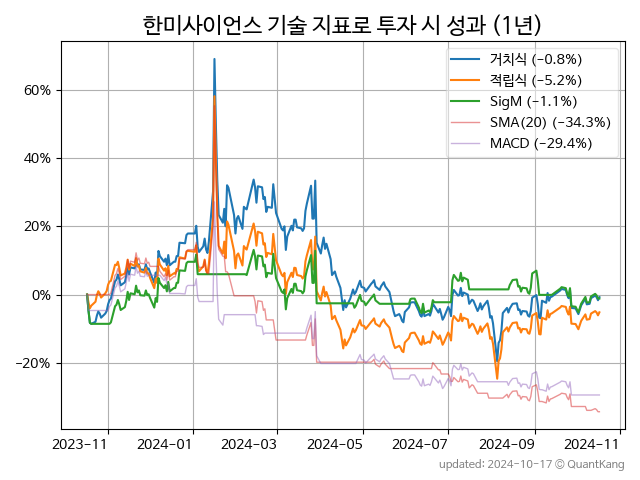 한미사이언스 기술 지표로 투자 시 성과 (1년)
거치식 (−0.8%)
적립식 (−5.2%)
SigM (−1.1%)
SMA(20) (−34.3%)
MACD (−29.4%)
60%
40%
20%
0%
−20%
2023-11 2024-01 2024-03 2024-05 2024-07 2024-09 2024-11
updated: 2024-10-17 © QuantKang